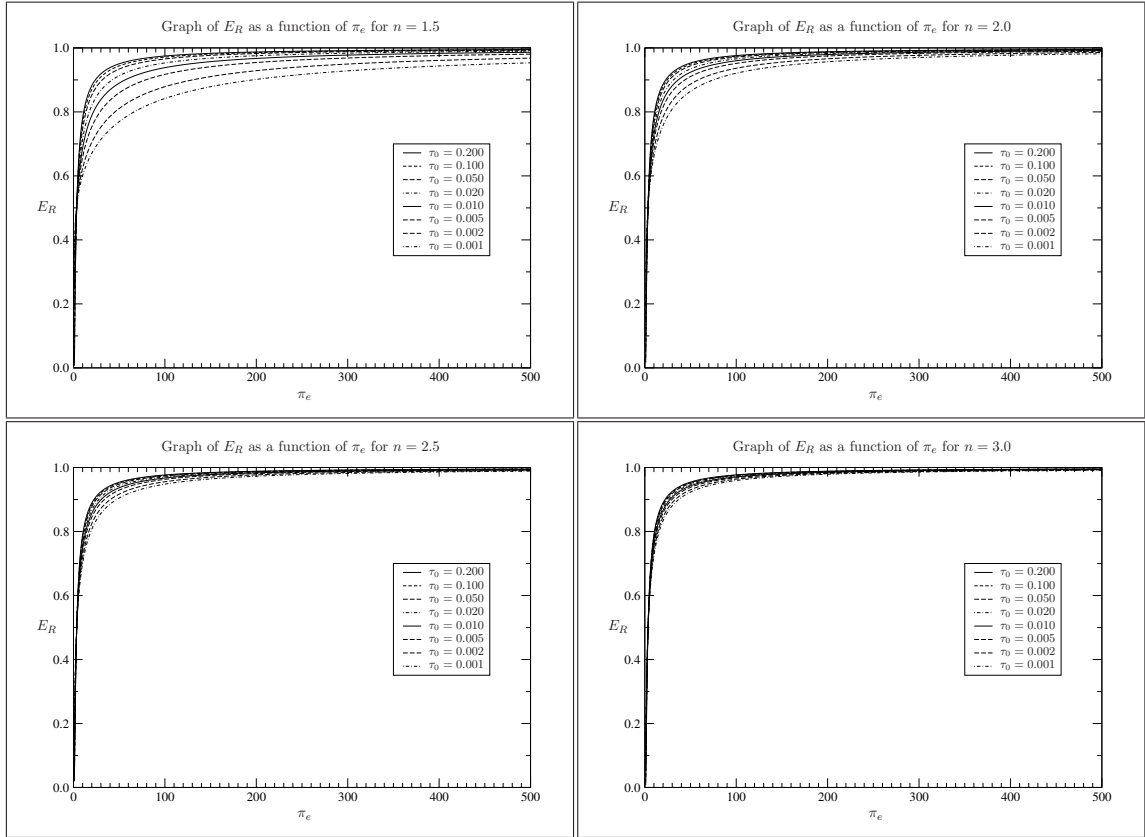 Graph of E_R as a function of π_e for n = 1.5
1.0
0.8
0.6
E_R
0.4
0.2
0.0
0 100 200 300 400 500
π_e
τ_0 = 0.200
τ_0 = 0.100
τ_0 = 0.050
τ_0 = 0.020
τ_0 = 0.010
τ_0 = 0.005
τ_0 = 0.002
τ_0 = 0.001
Graph of E_R as a function of π_e for n = 2.0
1.0
0.8
0.6
E_R
0.4
0.2
0.0
0 100 200 300 400 500
π_e
τ_0 = 0.200
τ_0 = 0.100
τ_0 = 0.050
τ_0 = 0.020
τ_0 = 0.010
τ_0 = 0.005
τ_0 = 0.002
τ_0 = 0.001
Graph of E_R as a function of π_e for n = 2.5
1.0
0.8
0.6
E_R
0.4
0.2
0.0
0 100 200 300 400 500
π_e
τ_0 = 0.200
τ_0 = 0.100
τ_0 = 0.050
τ_0 = 0.020
τ_0 = 0.010
τ_0 = 0.005
τ_0 = 0.002
τ_0 = 0.001
Graph of E_R as a function of π_e for n = 3.0
1.0
0.8
0.6
E_R
0.4
0.2
0.0
0 100 200 300 400 500
π_e
τ_0 = 0.200
τ_0 = 0.100
τ_0 = 0.050
τ_0 = 0.020
τ_0 = 0.010
τ_0 = 0.005
τ_0 = 0.002
τ_0 = 0.001